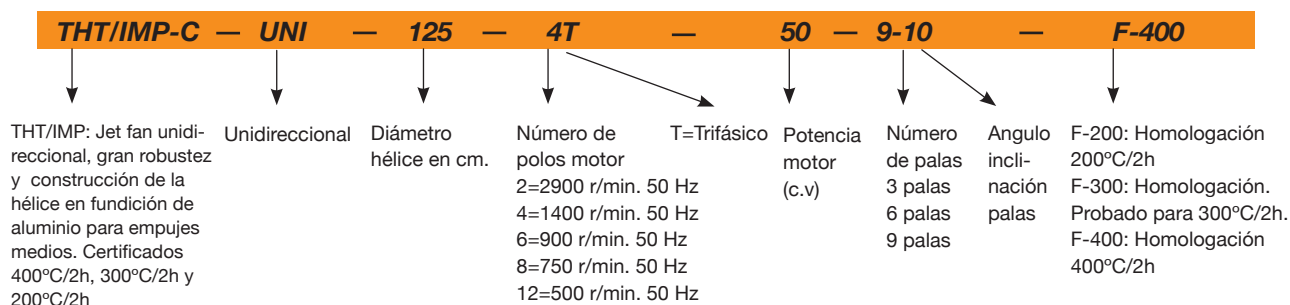 THT/IMP-C — UNI — 125 — 4T — 50 — 9-10 — F-400
THT/IMP: Jet fan unidi-
reccional, gran robustez
y construcción de la
hélice en fundición de
aluminio para empujes
medios. Certificados
400ºC/2h, 300ºC/2h y
200ºC/2h
Unidireccional
Diámetro
hélice en cm.
Número de
polos motor
2=2900 r/min. 50 Hz
4=1400 r/min. 50 Hz
6=900 r/min. 50 Hz
8=750 r/min. 50 Hz
12=500 r/min. 50 Hz
T=Trifásico
Potencia
motor
(c.v)
Número
de palas
3 palas
6 palas
9 palas
Angulo
incli-
nación
palas
F-200: Homologación
200ºC/2h
F-300: Homologación.
Probado para 300ºC/2h.
F-400: Homologación
400ºC/2h